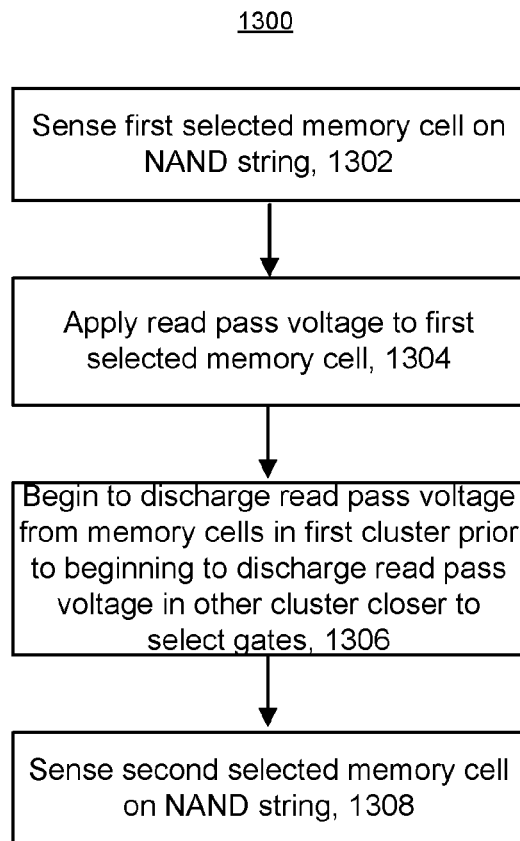 1300
Sense first selected memory cell on
NAND string, 1302
Apply read pass voltage to first
selected memory cell, 1304
Begin to discharge read pass voltage
from memory cells in first cluster prior
to beginning to discharge read pass
voltage in other cluster closer to
select gates, 1306
Sense second selected memory cell
on NAND string, 1308